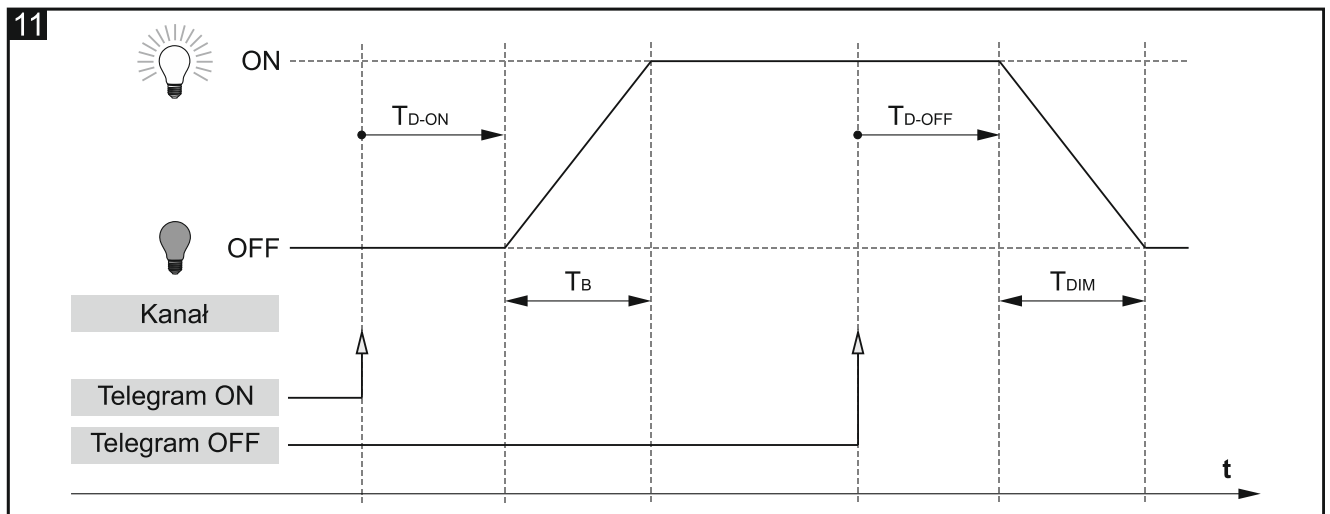 11
ON
TD-ON
TD-OFF
OFF
TB
TDIM
Kanał
Telegram ON
Telegram OFF
t